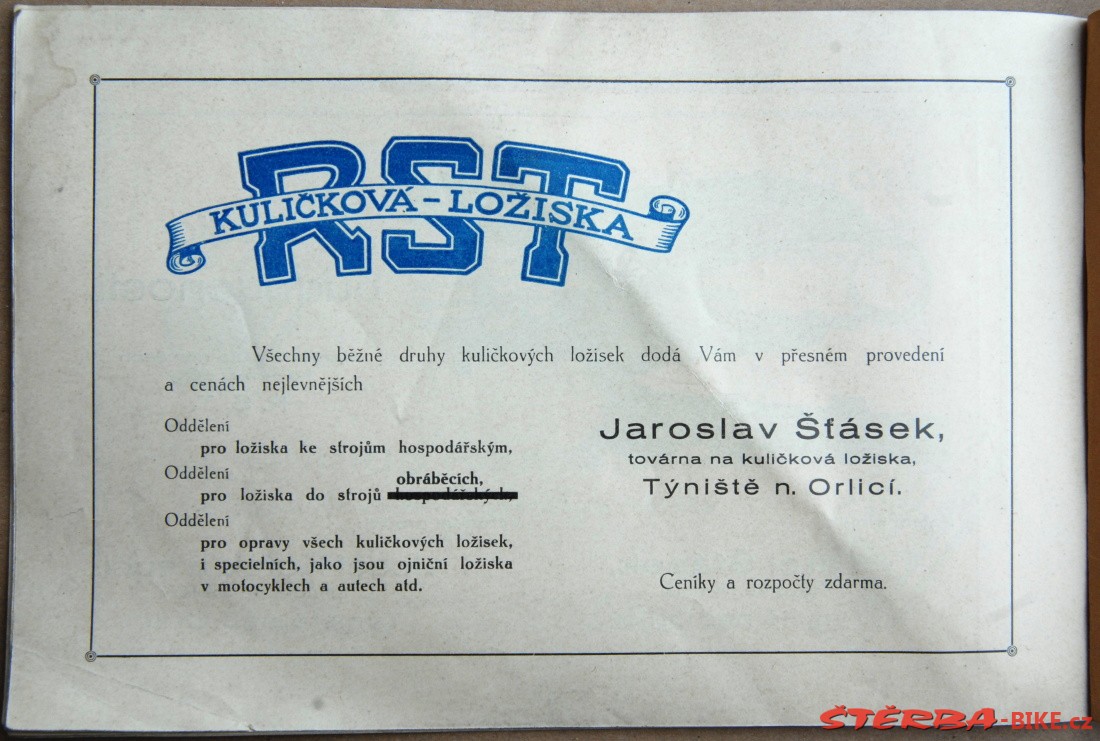 RST
KULIČKOVÁ - LOŽISKA
Všechny běžné druhy kuličkových ložisek dodá Vám v přesném provedení
a cenách nejlevnějších
Oddělení
pro ložiska ke strojům hospodářským,
Oddělení
obráběcích,
pro ložiska do strojů hospodářských,
Oddělení
pro opravy všech kuličkových ložisek,
i specielních, jako jsou ojniční ložiska
v motocyklech a autech atd.
Jaroslav Šťásek,
továrna na kuličková ložiska,
Týniště n. Orlicí.
Ceníky a rozpočty zdarma.
ŠTĚRBA-BIKE.cz